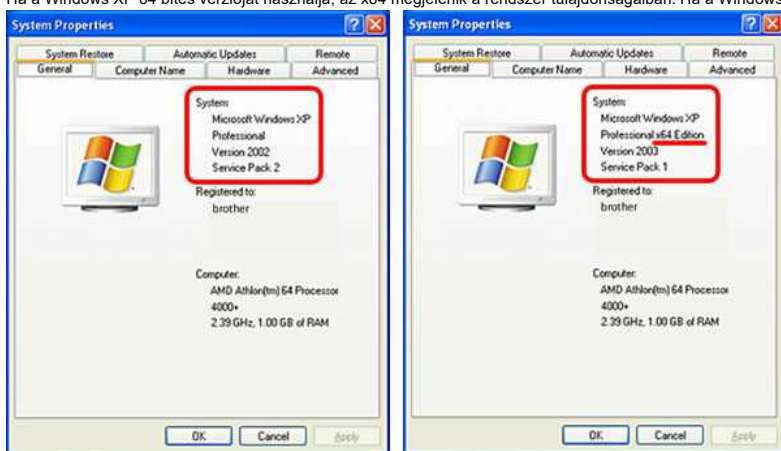 Ha a Windows XP 64 bites verzióját használja, az x64 megjelenik a rendszer tulajdonságaiban. Ha a Windows
System Properties
System Restore Automatic Updates Remote
General Computer Name Hardware Advanced
System:
Microsoft Windows XP
Professional
Version 2002
Service Pack 2
Registered to:
brother
Computer:
AMD Athlon(tm) 64 Processor
4000+
2.39 GHz, 1.00 GB of RAM
OK Cancel Apply
System Properties
System Restore Automatic Updates Remote
General Computer Name Hardware Advanced
System:
Microsoft Windows XP
Professional x64 Edition
Version 2003
Service Pack 1
Registered to:
brother
Computer:
AMD Athlon(tm) 64 Processor
4000+
2.39 GHz, 1.00 GB of RAM
OK Cancel Apply